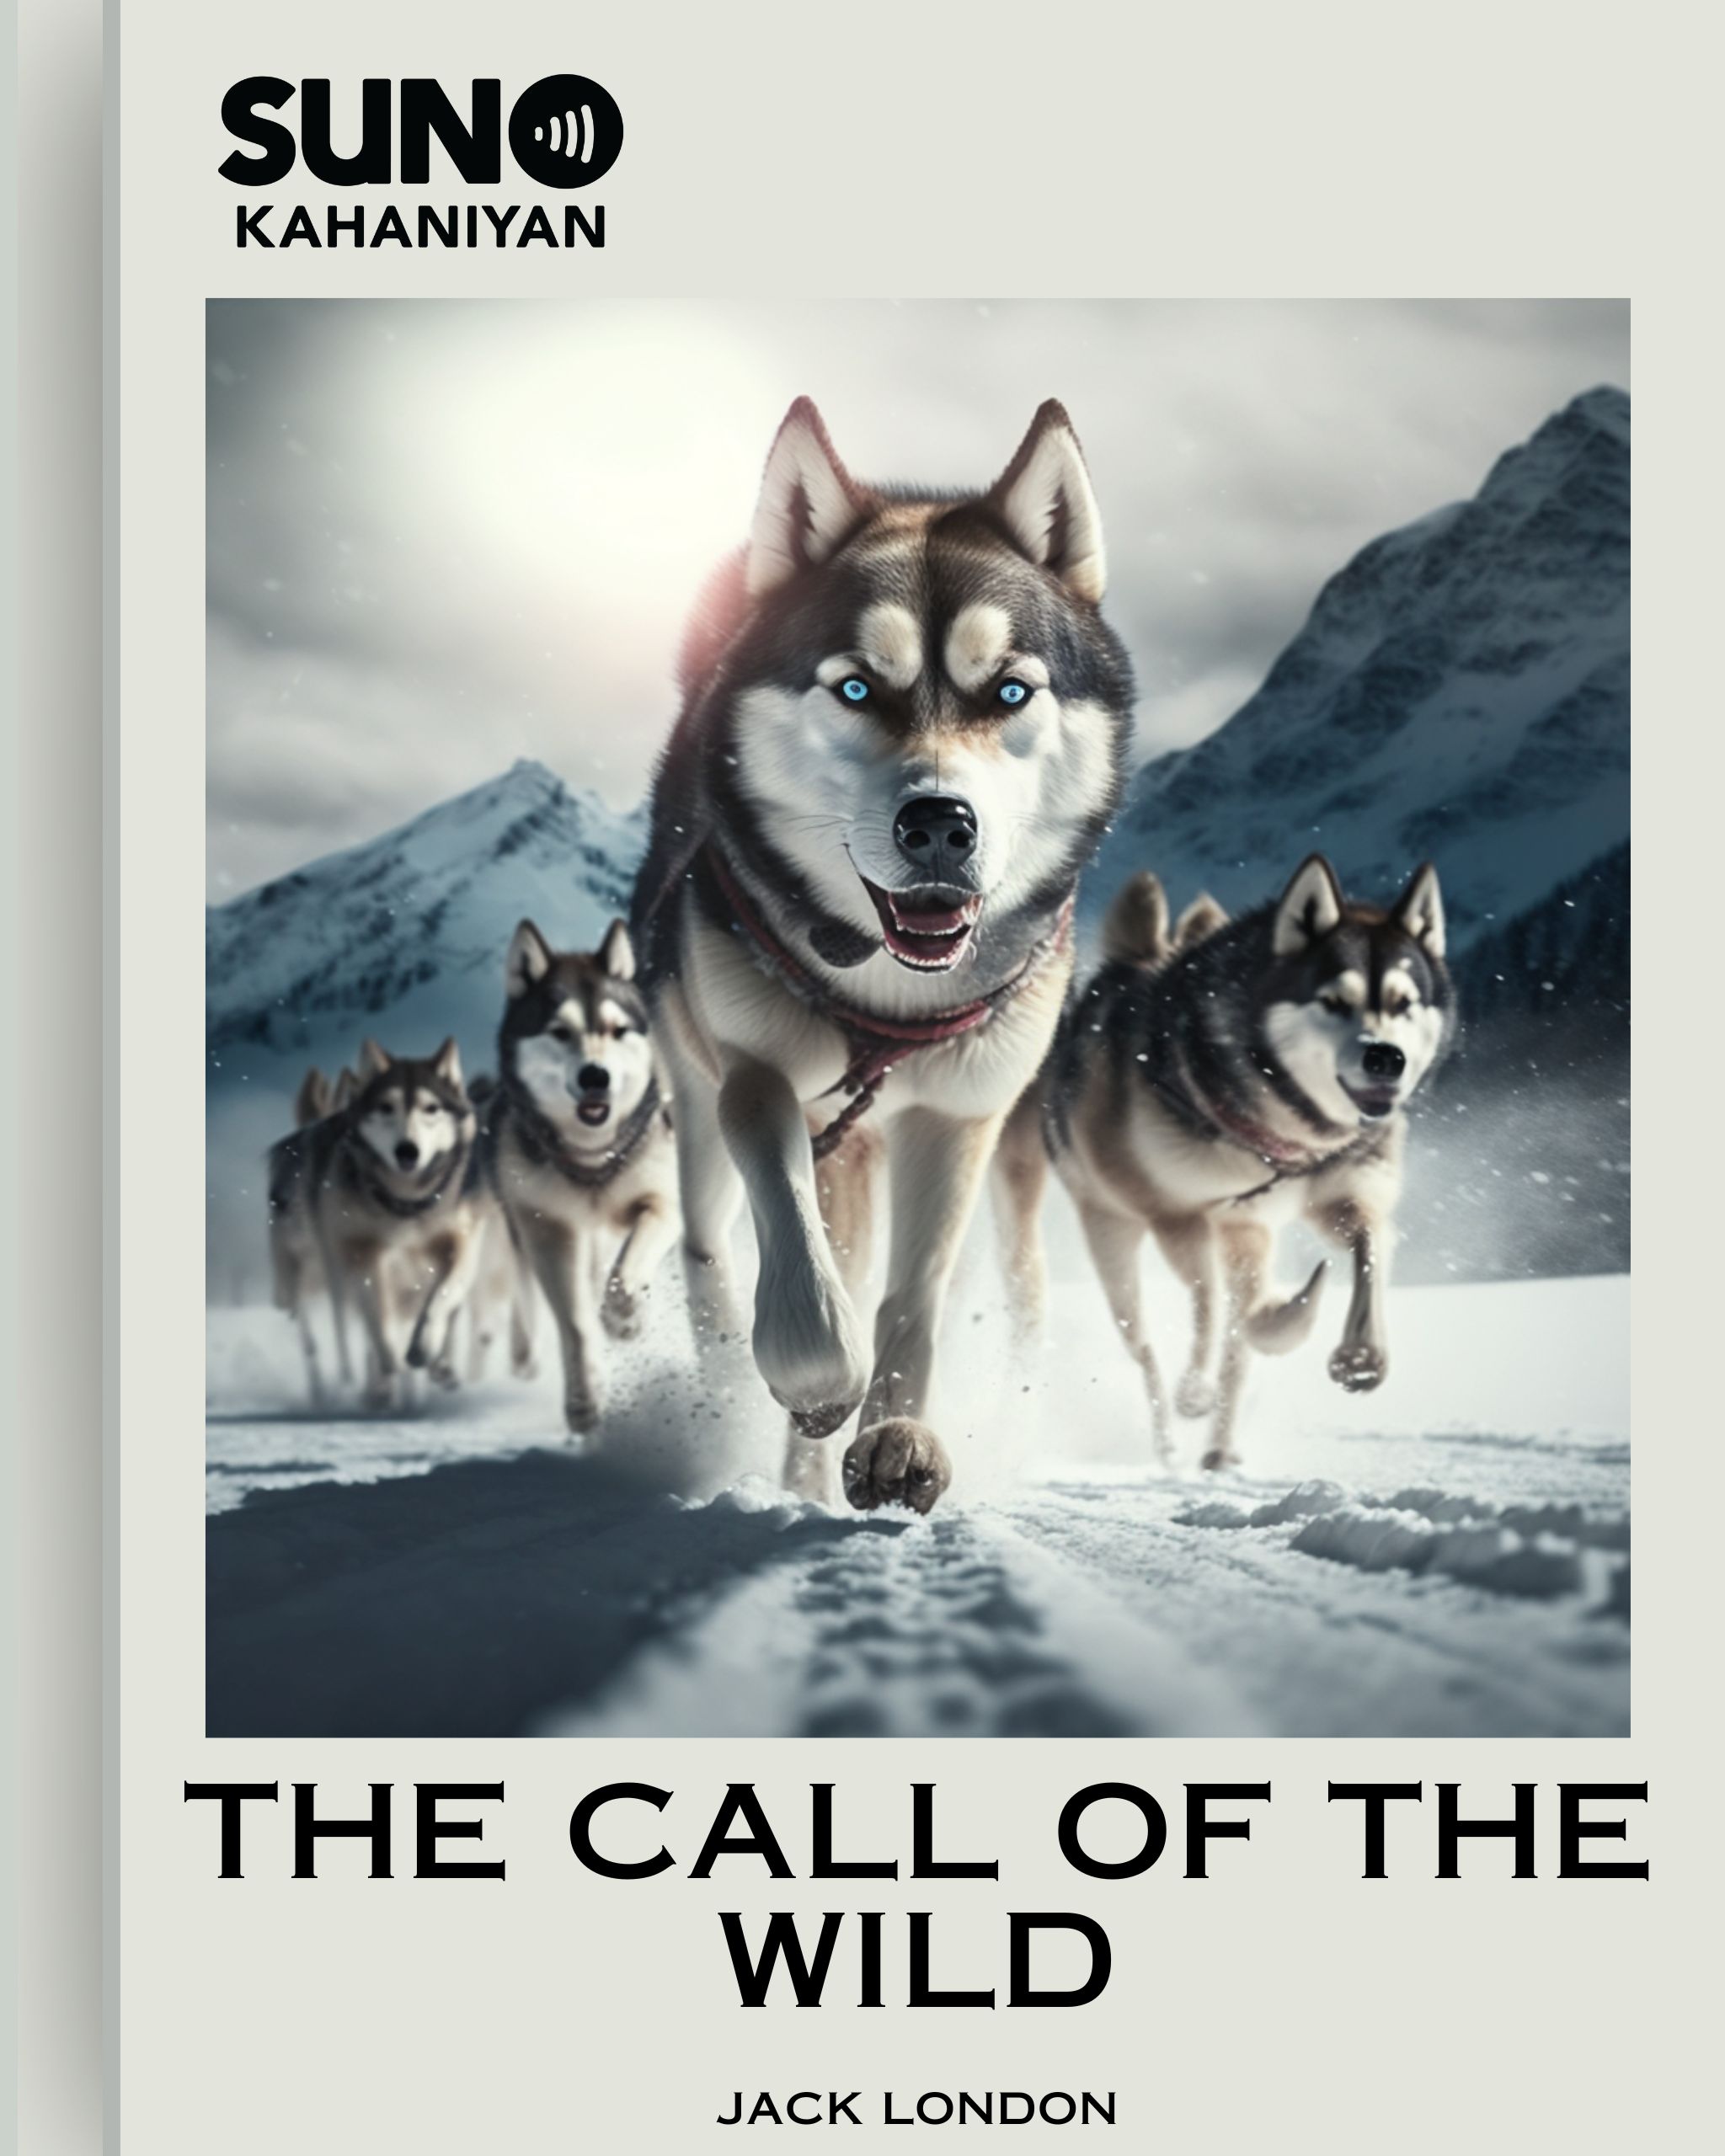 SUNO
KAHANIYAN
THE CALL OF THE
WILD
JACK LONDON